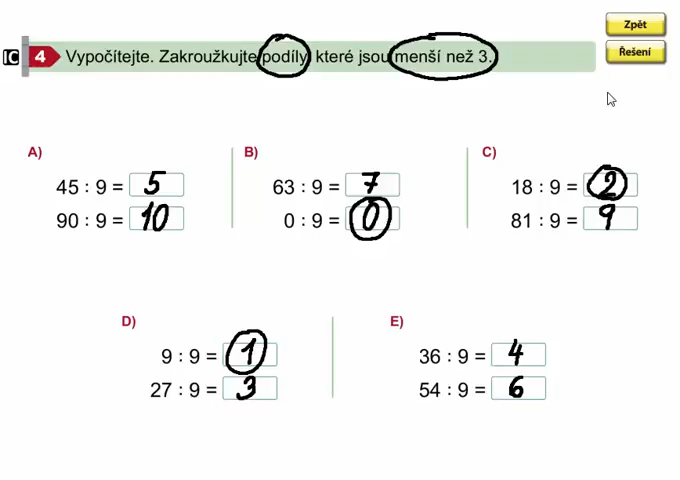 Zpět
4 Vypočítejte. Zakroužkujte podíly, které jsou menší než 3.
Řešení
A)
45 : 9 = 5
90 : 9 = 10
B)
63 : 9 = 7
0 : 9 = 0
C)
18 : 9 = 2
81 : 9 = 9
D)
9 : 9 = 1
27 : 9 = 3
E)
36 : 9 = 4
54 : 9 = 6